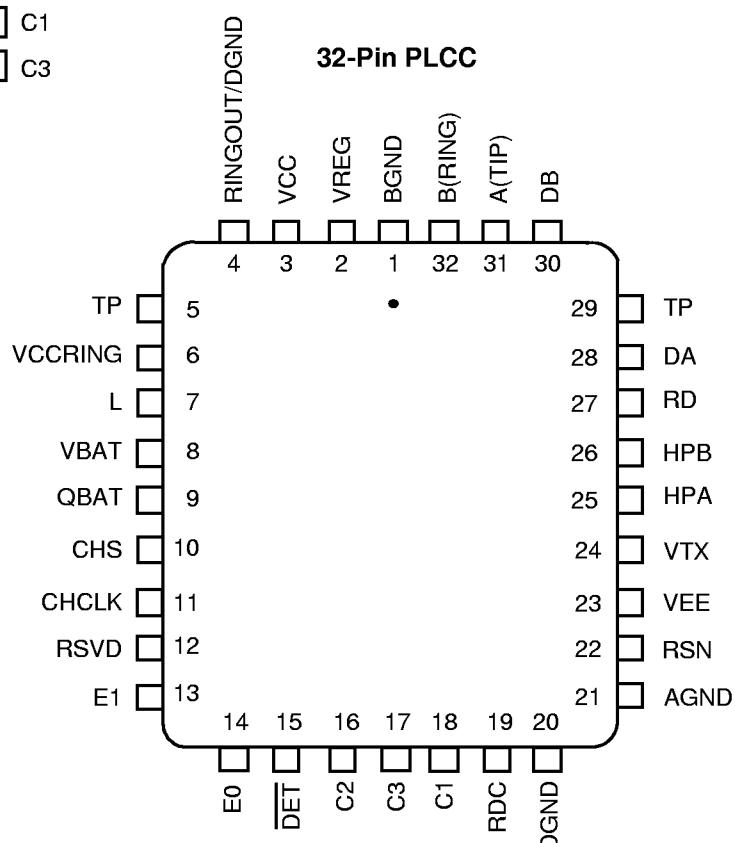 C1
C3
32-Pin PLCC
RINGOUT/DGND
VCC
VREG
BGND
B(RING)
A(TIP)
DB
4 3 2 1 32 31 30
TP 5
VCCRING 6
L 7
VBAT 8
QBAT 9
CHS 10
CHCLK 11
RSVD 12
E1 13
29 TP
28 DA
27 RD
26 HPB
25 HPA
24 VTX
23 VEE
22 RSN
21 AGND
14 15 16 17 18 19 20
E0
DET
C2
C3
C1
RDC
DGND